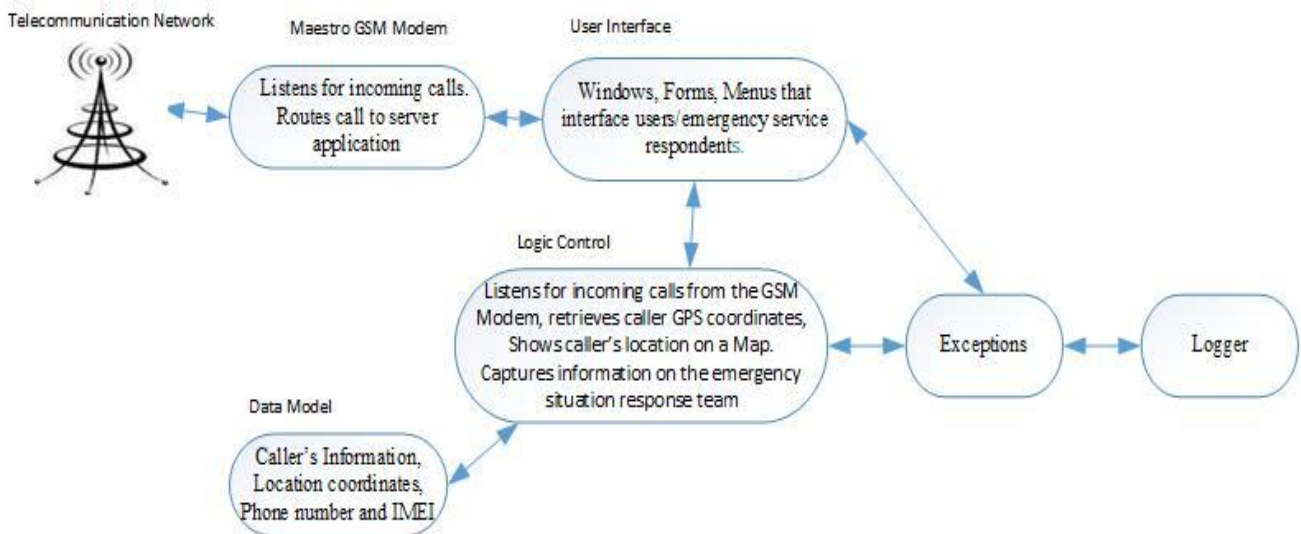 Telecommunication Network
Maestro GSM Modem
User Interface
Listens for incoming calls.
Routes call to server
application
Windows, Forms, Menus that
interface users/emergency service
respondents.
Logic Control
Listens for incoming calls from the GSM
Modem, retrieves caller GPS coordinates,
Shows caller's location on a Map.
Captures information on the emergency
situation response team
Exceptions
Logger
Data Model
Caller's Information,
Location coordinates,
Phone number and IMEI